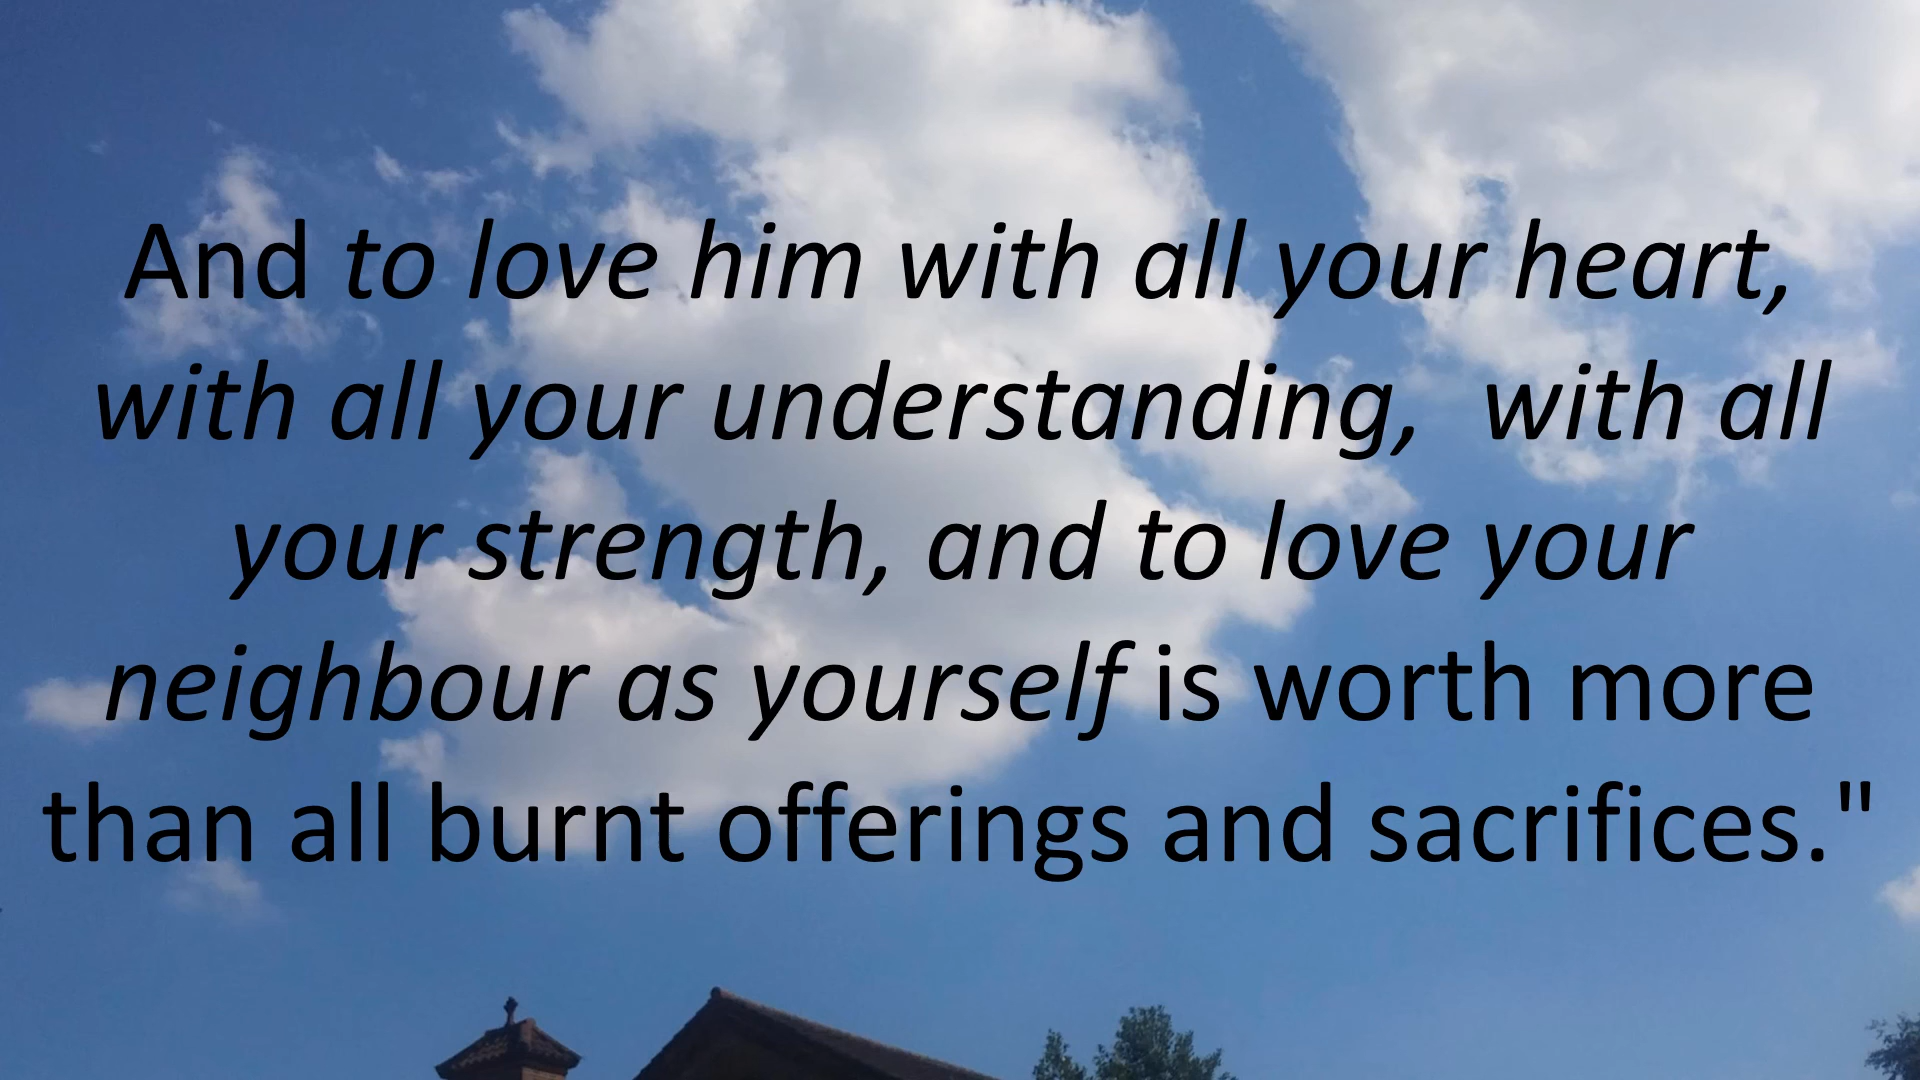 And to love him with all your heart,
with all your understanding,  with all
your strength, and to love your
neighbour as yourself is worth more
than all burnt offerings and sacrifices."